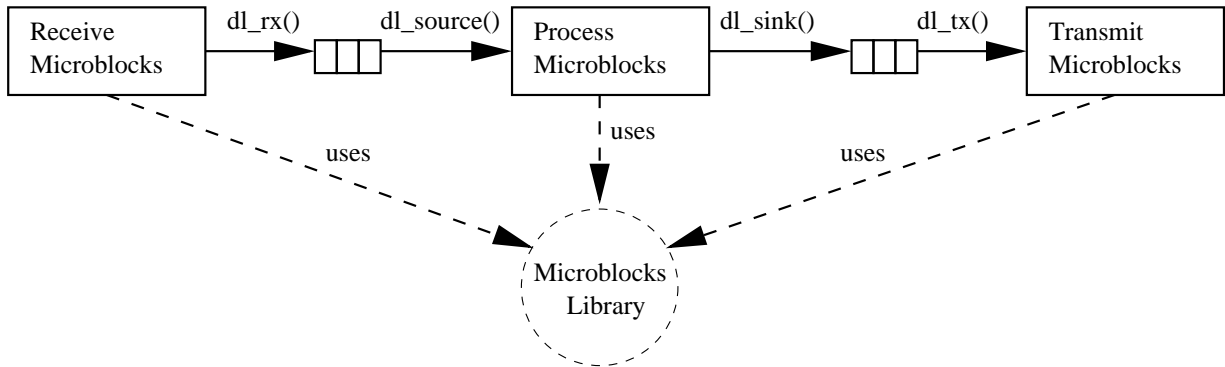 dl_rx()
dl_source()
dl_sink()
dl_tx()
Receive
Microblocks
Process
Microblocks
Transmit
Microblocks
uses
uses
uses
Microblocks
Library